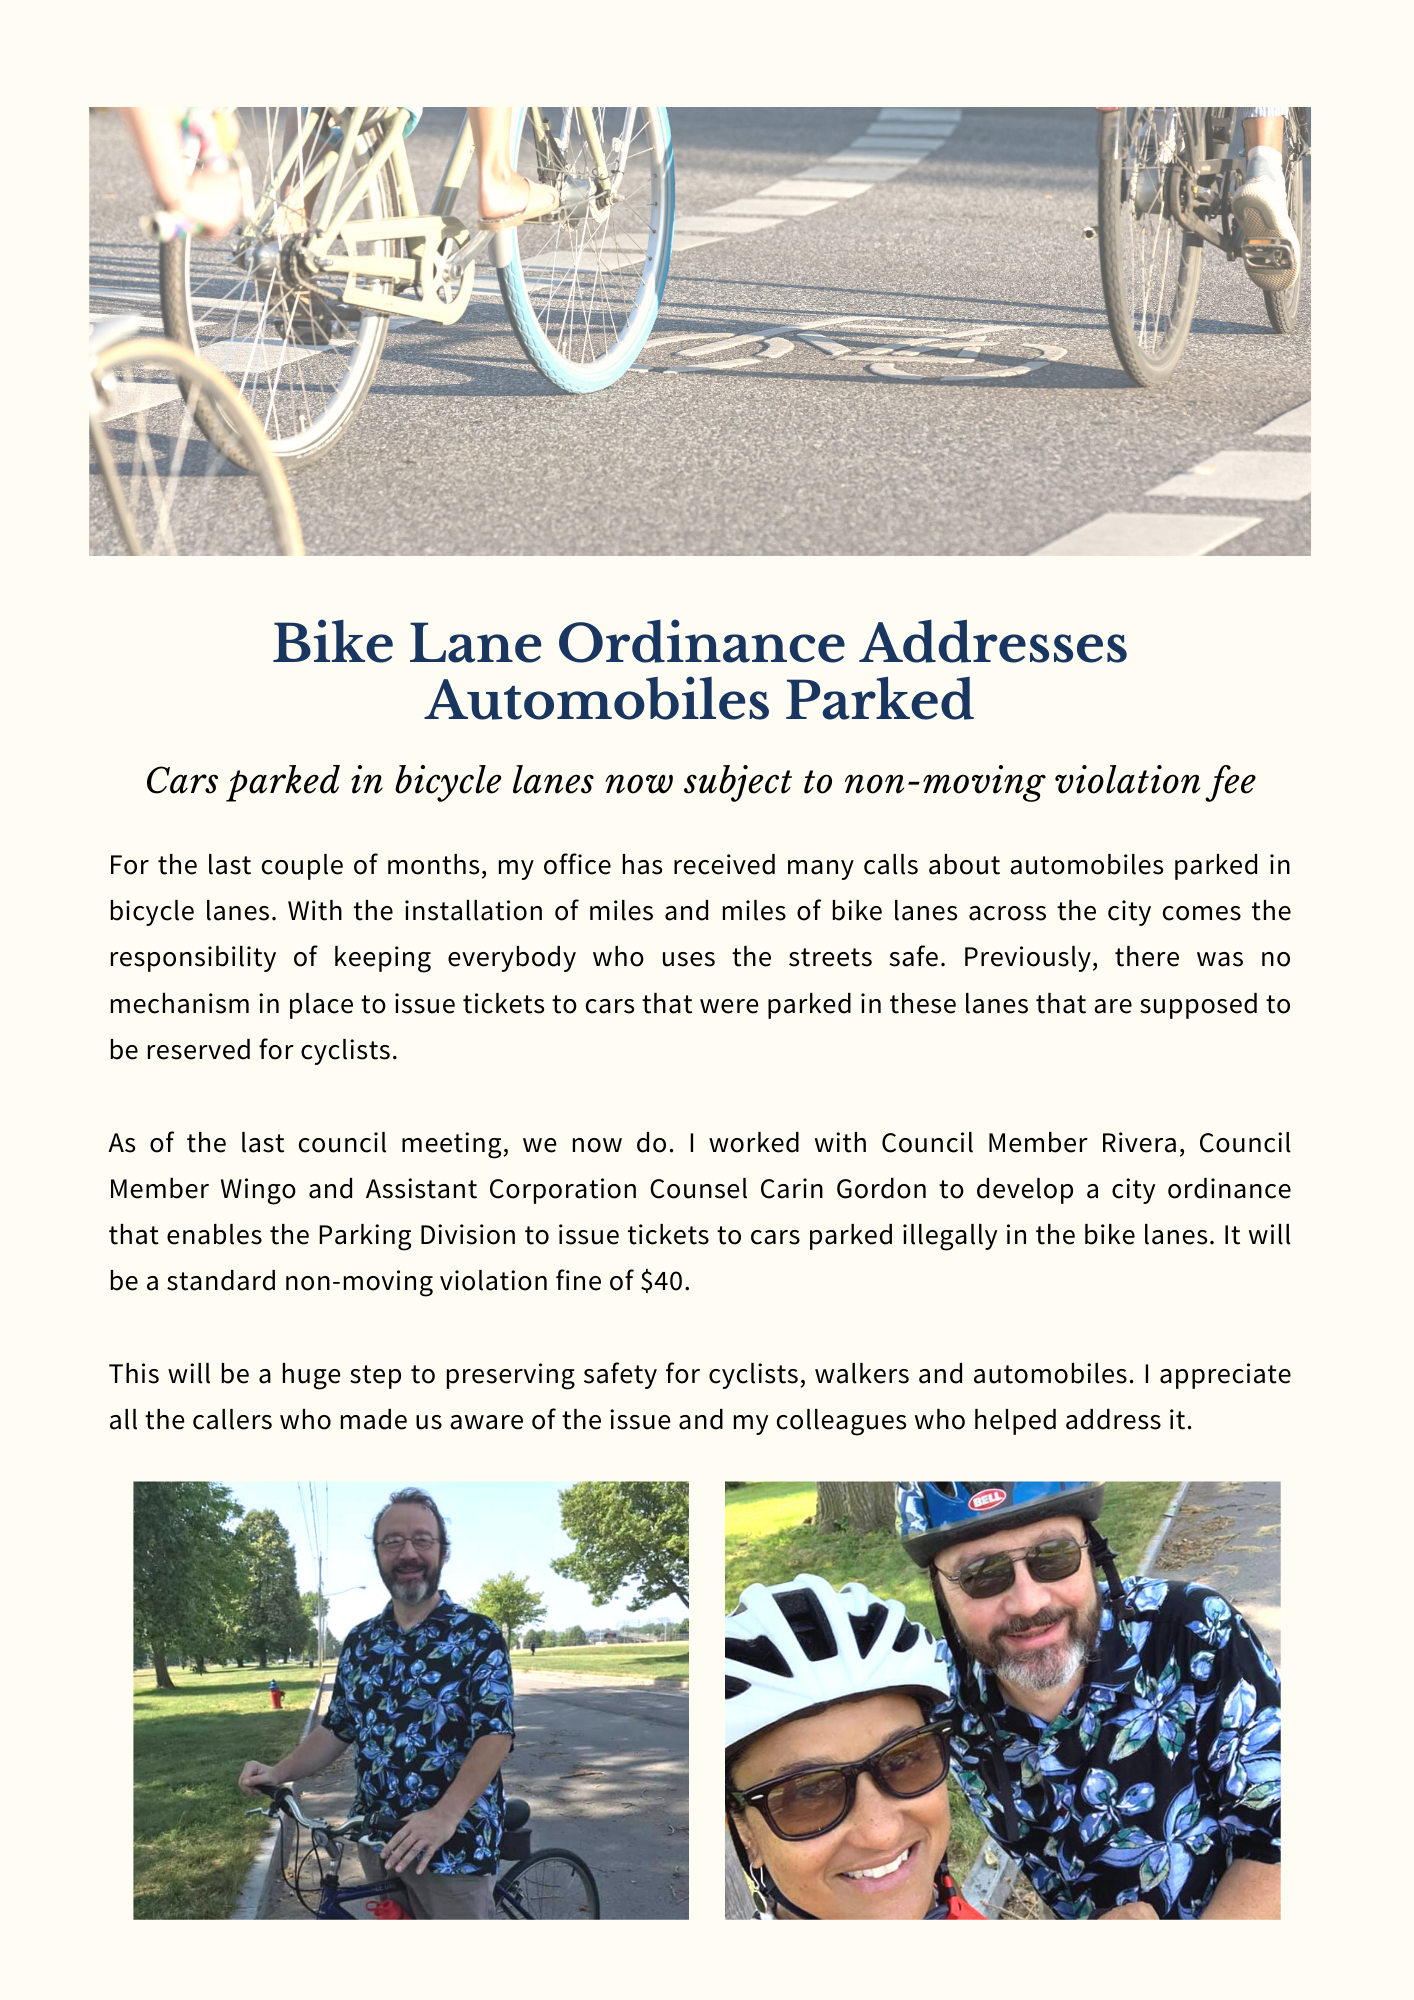 Bike Lane Ordinance Addresses
Automobiles Parked
Cars parked in bicycle lanes now subject to non-moving violation fee
For the last couple of months, my office has received many calls about automobiles parked in
bicycle lanes. With the installation of miles and miles of bike lanes across the city comes the
responsibility of keeping everybody who uses the streets safe. Previously, there was no
mechanism in place to issue tickets to cars that were parked in these lanes that are supposed to
be reserved for cyclists.
As of the last council meeting, we now do. I worked with Council Member Rivera, Council
Member Wingo and Assistant Corporation Counsel Carin Gordon to develop a city ordinance
that enables the Parking Division to issue tickets to cars parked illegally in the bike lanes. It will
be a standard non-moving violation fine of $40.
This will be a huge step to preserving safety for cyclists, walkers and automobiles. I appreciate
all the callers who made us aware of the issue and my colleagues who helped address it.
BELL